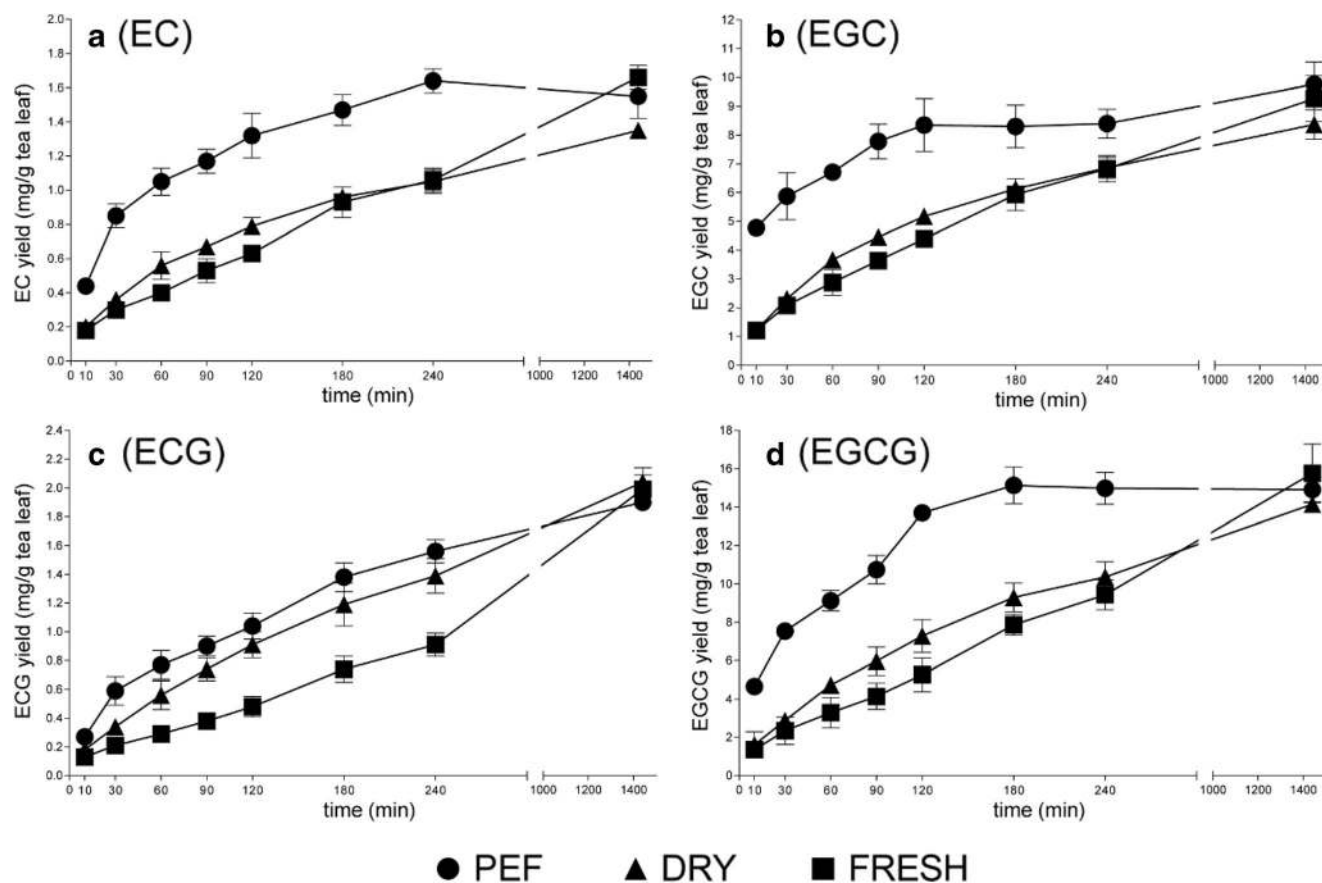 a (EC)
EC yield (mg/g tea leaf)
2.0
1.8
1.6
1.4
1.2
1.0
0.8
0.6
0.4
0.2
0.0
0 10 30 60 90 120 180 240 1000 1200 1400
time (min)
b (EGC)
EGC yield (mg/g tea leaf)
12
11
10
9
8
7
6
5
4
3
2
1
0
0 10 30 60 90 120 180 240 1000 1200 1400
time (min)
c (ECG)
ECG yield (mg/g tea leaf)
2.4
2.2
2.0
1.8
1.6
1.4
1.2
1.0
0.8
0.6
0.4
0.2
0.0
0 10 30 60 90 120 180 240 1000 1200 1400
time (min)
d (EGCG)
EGCG yield (mg/g tea leaf)
18
16
14
12
10
8
6
4
2
0
0 10 30 60 90 120 180 240 1000 1200 1400
time (min)
PEF DRY FRESH